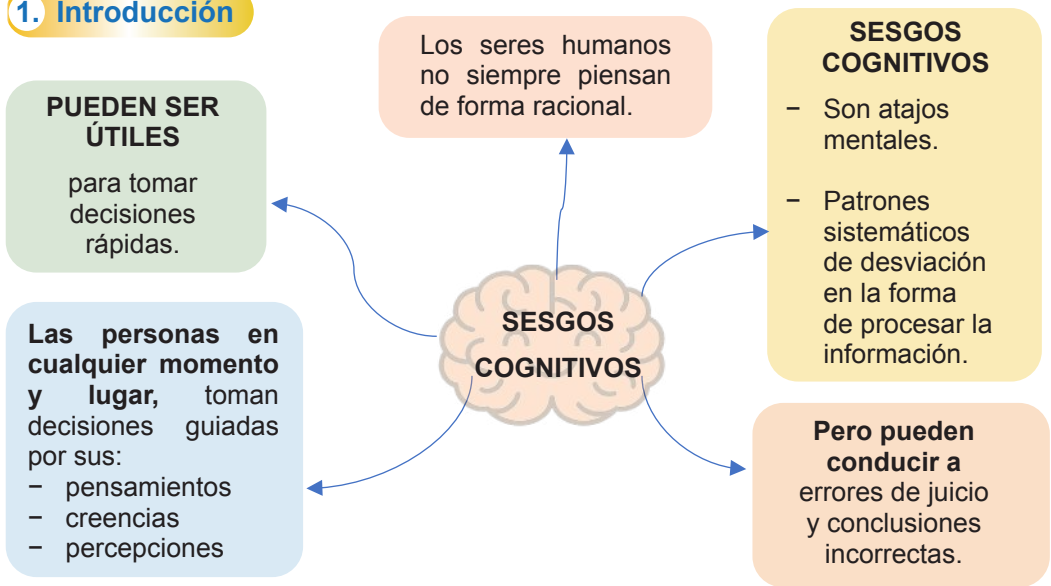 1. Introducción
Los seres humanos
no siempre piensan
de forma racional.
SESGOS
COGNITIVOS
− Son atajos
mentales.
− Patrones
sistemáticos
de desviación
en la forma
de procesar la
información.
PUEDEN SER
ÚTILES
para tomar
decisiones
rápidas.
SESGOS
COGNITIVOS
Las personas en
cualquier momento
y lugar, toman
decisiones guiadas
por sus:
− pensamientos
− creencias
− percepciones
Pero pueden
conducir a
errores de juicio
y conclusiones
incorrectas.